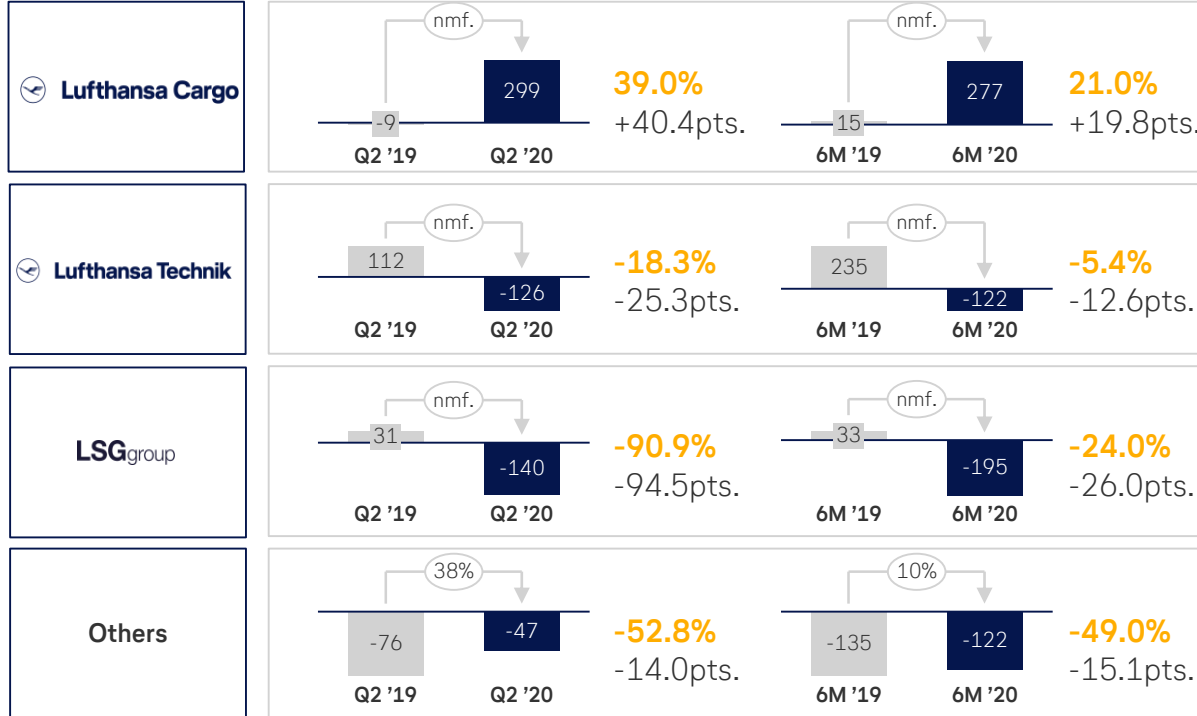 nmf.
nmf.
Lufthansa Cargo
299
39.0%
277
21.0%
-9
+40.4pts.
15
+19.8pts.
Q2 ’19
Q2 ’20
6M ’19
6M ’20
nmf.
nmf.
Lufthansa Technik
112
-18.3%
235
-5.4%
-126
-25.3pts.
-122
-12.6pts.
Q2 ’19
Q2 ’20
6M ’19
6M ’20
nmf.
nmf.
LSGgroup
31
-90.9%
33
-24.0%
-140
-94.5pts.
-195
-26.0pts.
Q2 ’19
Q2 ’20
6M ’19
6M ’20
38%
10%
Others
-76
-47
-52.8%
-135
-122
-49.0%
-14.0pts.
-15.1pts.
Q2 ’19
Q2 ’20
6M ’19
6M ’20